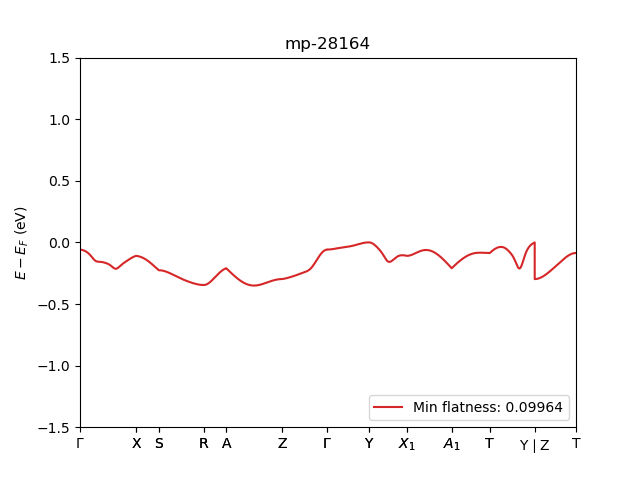 mp-28164
1.5
1.0
0.5
0.0
−0.5
−1.0
−1.5
E − E_F (eV)
Min flatness: 0.09964
Γ X S R A Z Γ Y X₁ A₁ T Y | Z T